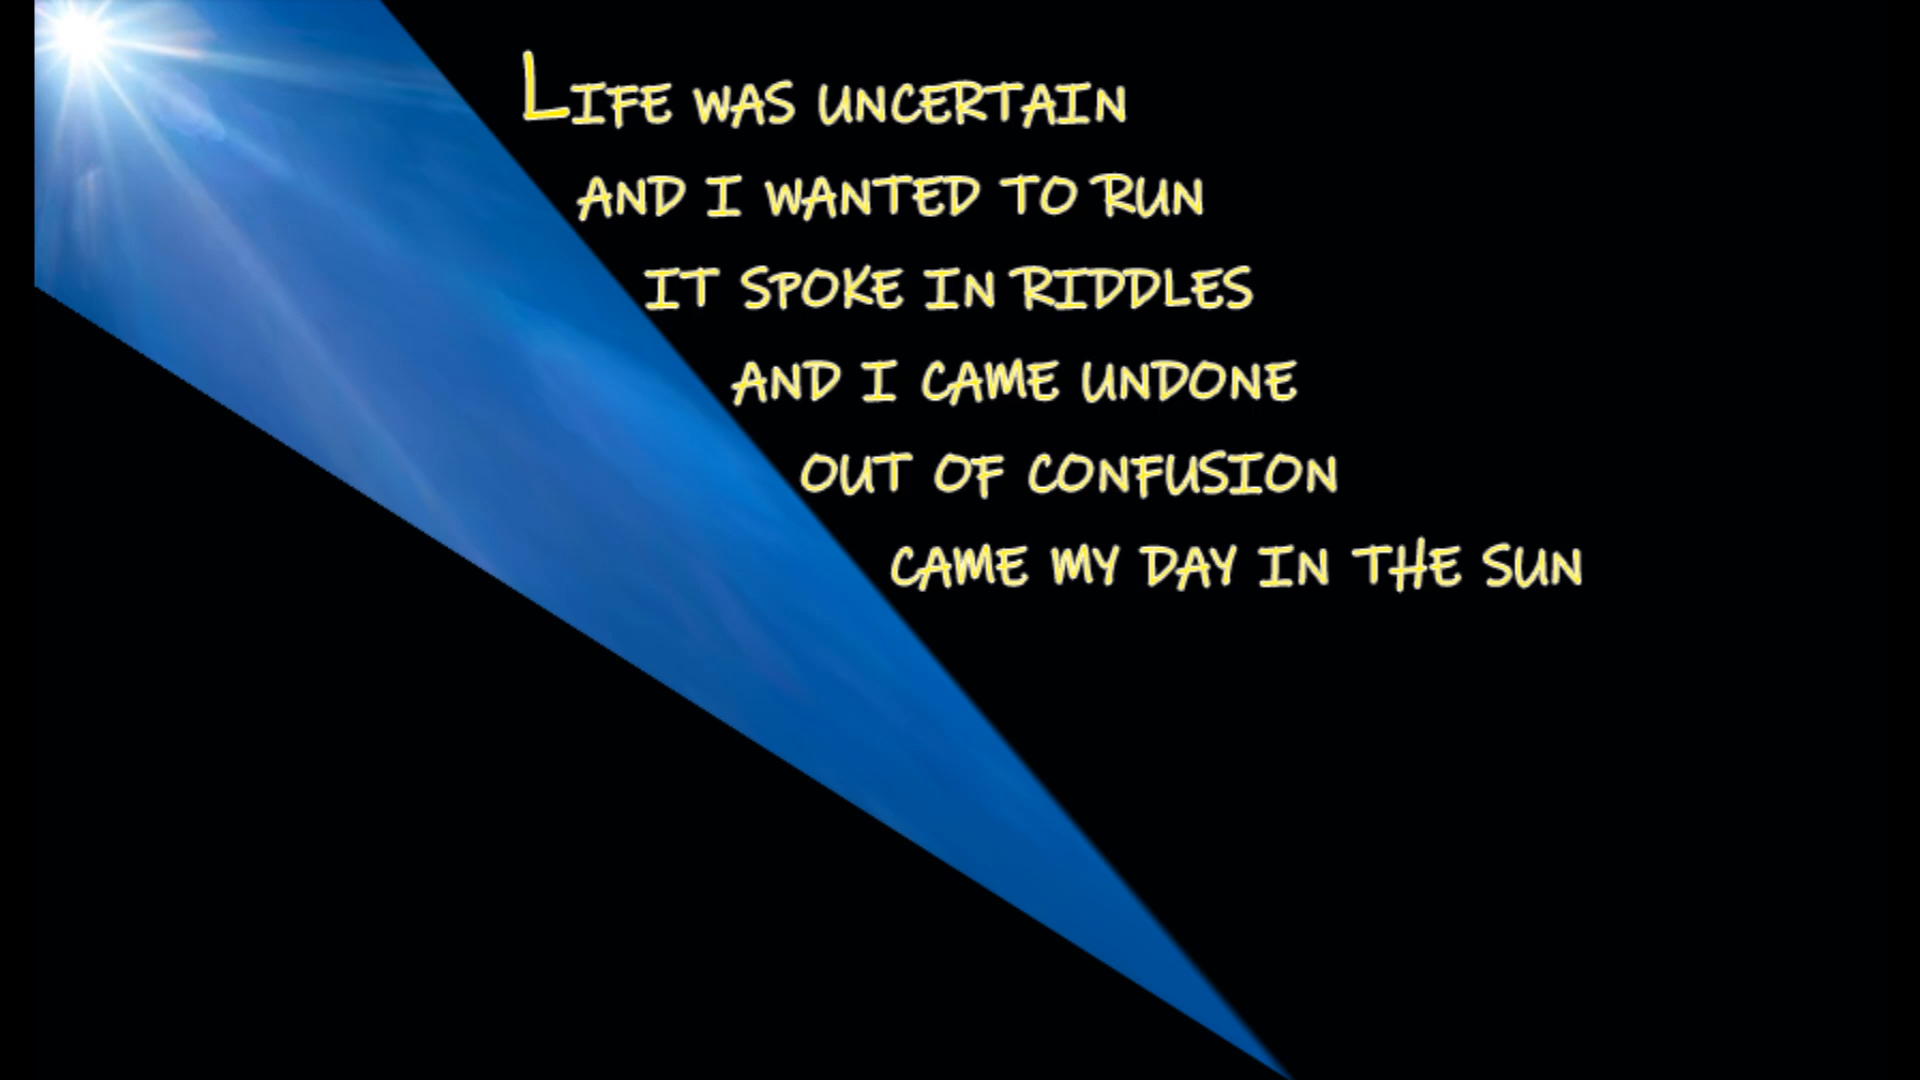 LIFE WAS UNCERTAIN
AND I WANTED TO RUN
IT SPOKE IN RIDDLES
AND I CAME UNDONE
OUT OF CONFUSION
CAME MY DAY IN THE SUN